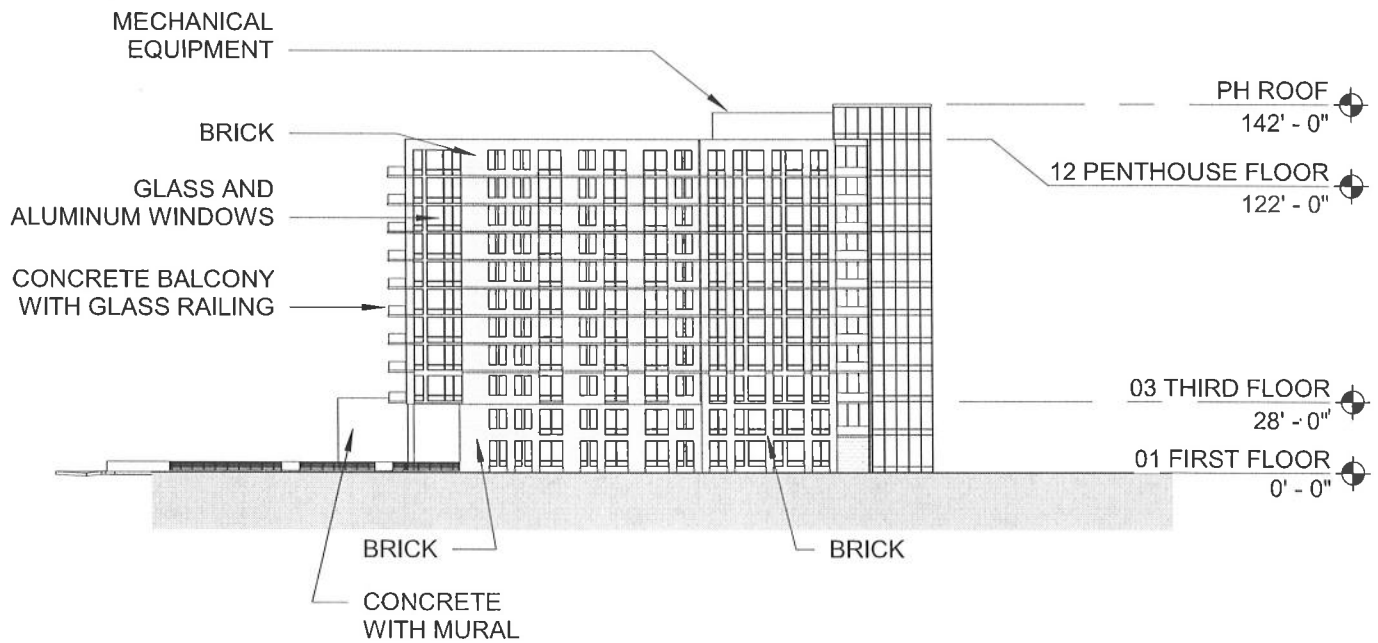 MECHANICAL
EQUIPMENT
BRICK
GLASS AND
ALUMINUM WINDOWS
CONCRETE BALCONY
WITH GLASS RAILING
PH ROOF
142' - 0"
12 PENTHOUSE FLOOR
122' - 0"
03 THIRD FLOOR
28' - 0"
01 FIRST FLOOR
0' - 0"
BRICK
BRICK
CONCRETE
WITH MURAL